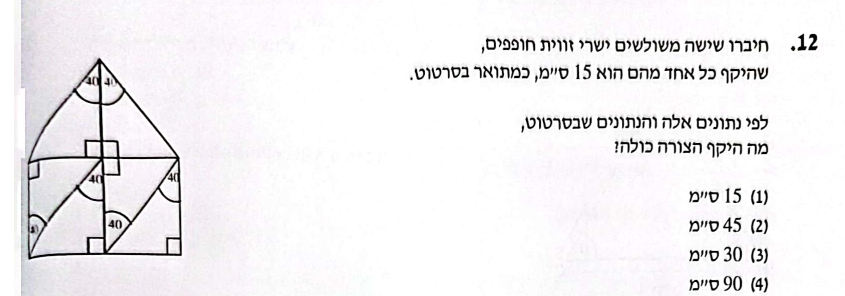 12. חיברו שישה משולשים ישרי זווית חופפים,
שהיקף כל אחד מהם הוא 15 ס״מ, כמתואר בסרטוט.
לפי נתונים אלה והנתונים שבסרטוט,
מה היקף הצורה כולה?
(1) 15 ס״מ
(2) 45 ס״מ
(3) 30 ס״מ
(4) 90 ס״מ
40 40
40 40
40 40